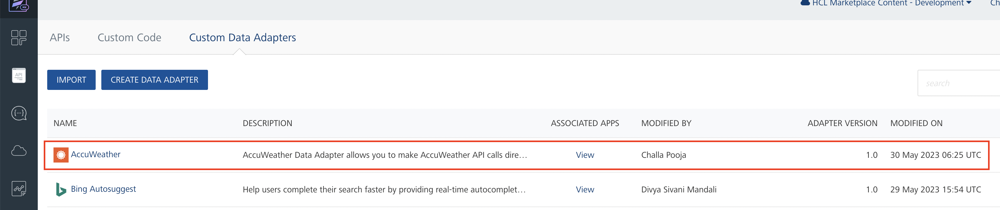 MX
HCL Marketplace Content - Development
Ch
APIs Custom Code Custom Data Adapters
API
IMPORT CREATE DATA ADAPTER
search
NAME DESCRIPTION ASSOCIATED APPS MODIFIED BY ADAPTER VERSION MODIFIED ON
AccuWeather AccuWeather Data Adapter allows you to make AccuWeather API calls dire... View Challa Pooja 1.0 30 May 2023 06:25 UTC
Bing Autosuggest Help users complete their search faster by providing real-time autocomplet... View Divya Sivani Mandali 1.0 29 May 2023 15:54 UTC